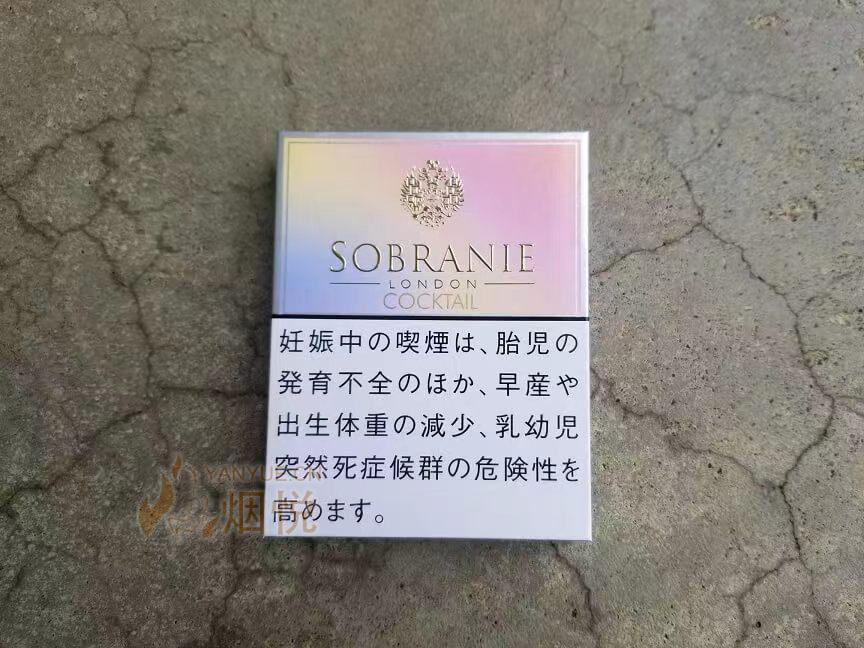 SOBRANIE
LONDON
COCKTAIL
妊娠中の喫煙は、胎児の
発育不全のほか、早産や
出生体重の減少、乳幼児
突然死症候群の危険性を
高めます。
YANYUE.CN
烟悦